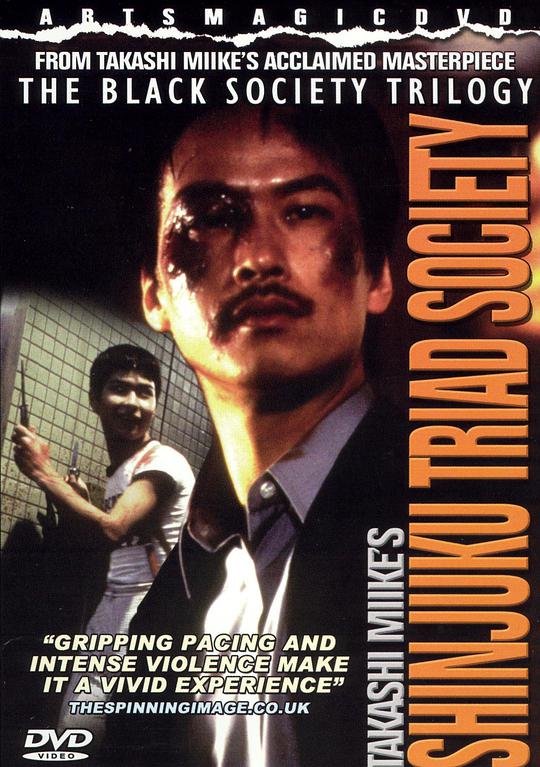 ARTSMAGICDVD
FROM TAKASHI MIIKE'S ACCLAIMED MASTERPIECE
THE BLACK SOCIETY TRILOGY
TAKASHI MIIKE'S
SHINJUKU TRIAD SOCIETY
"GRIPPING PACING AND
INTENSE VIOLENCE MAKE
IT A VIVID EXPERIENCE"
THESPINNINGIMAGE.CO.UK
DVD
VIDEO